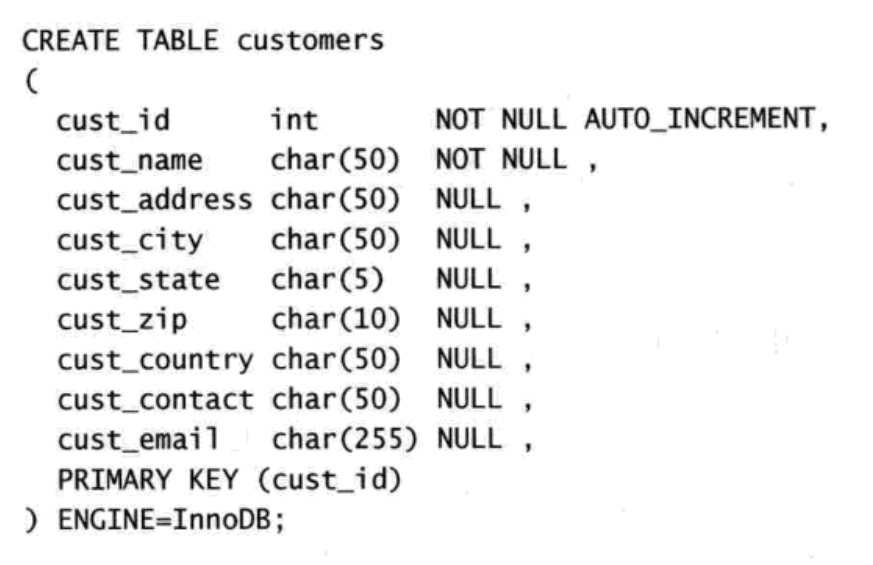 CREATE TABLE customers
(
  cust_id      int       NOT NULL AUTO_INCREMENT,
  cust_name    char(50)  NOT NULL ,
  cust_address char(50)  NULL ,
  cust_city    char(50)  NULL ,
  cust_state   char(5)   NULL ,
  cust_zip     char(10)  NULL ,
  cust_country char(50)  NULL ,
  cust_contact char(50)  NULL ,
  cust_email   char(255) NULL ,
  PRIMARY KEY (cust_id)
) ENGINE=InnoDB;